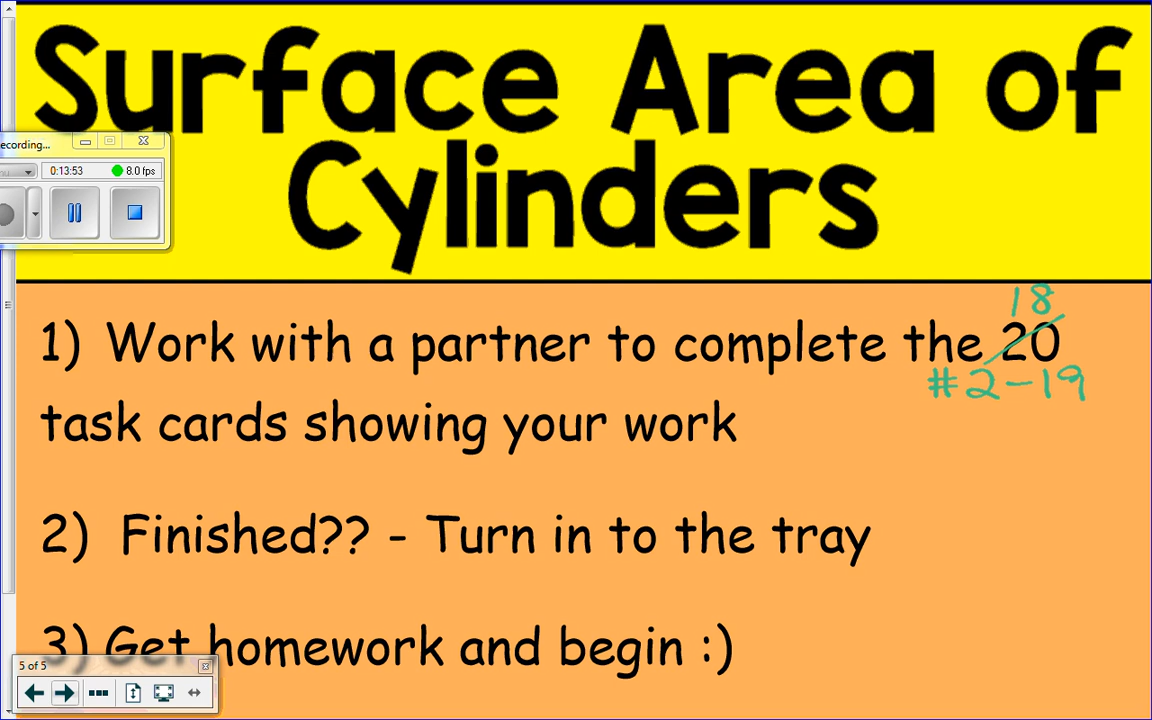 Surface Area of
Cylinders
ecording...
0:13:53 8.0 fps
18
1) Work with a partner to complete the 20
#2-19
task cards showing your work
2) Finished?? - Turn in to the tray
3) Get homework and begin :)
5 of 5